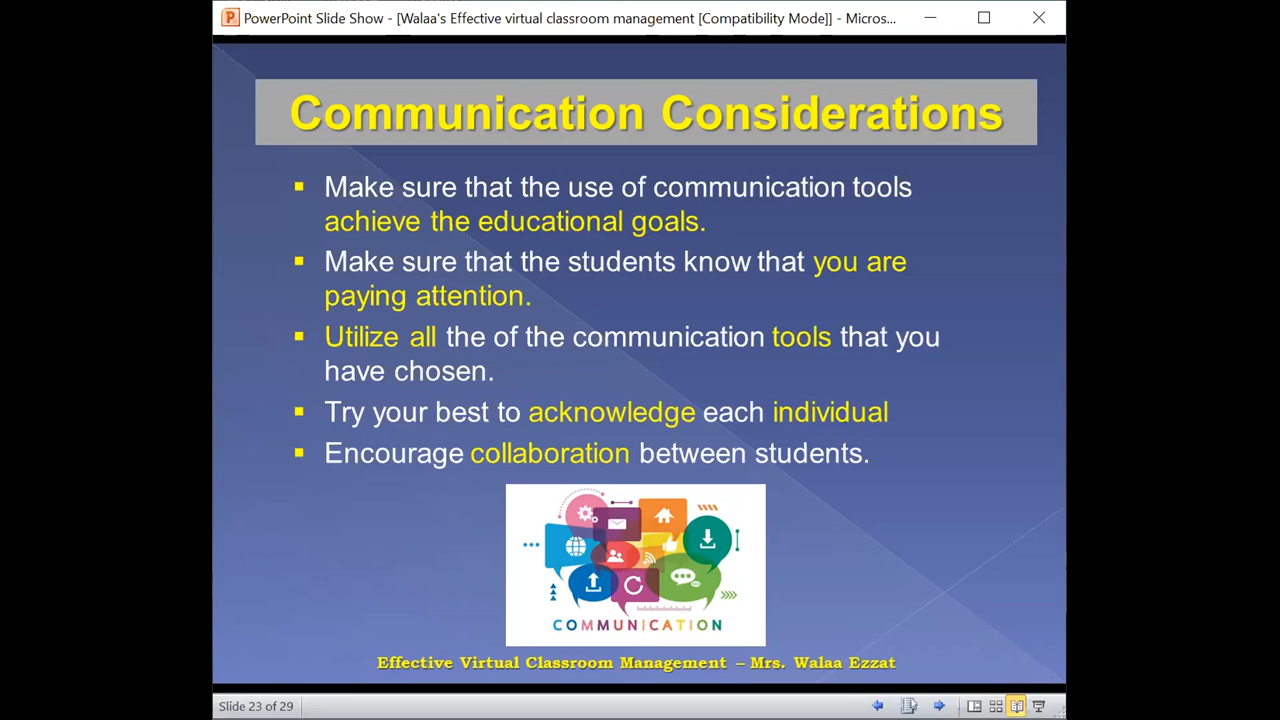 PowerPoint Slide Show - [Walaa's Effective virtual classroom management [Compatibility Mode]] - Micros...
Communication Considerations
Make sure that the use of communication tools
achieve the educational goals.
Make sure that the students know that you are
paying attention.
Utilize all the of the communication tools that you
have chosen.
Try your best to acknowledge each individual
Encourage collaboration between students.
COMMUNICATION
Effective Virtual Classroom Management – Mrs. Walaa Ezzat
Slide 23 of 29